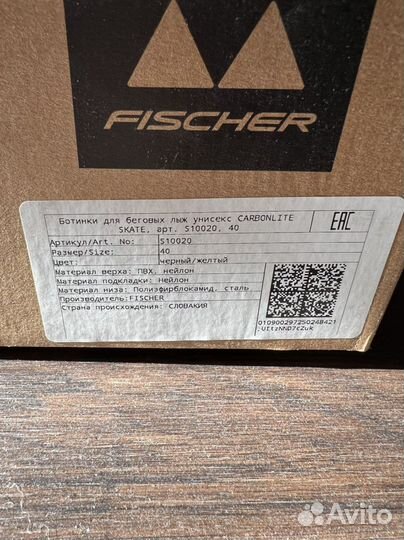 FISCHER
Ботинки для беговых лыж унисекс CARBONLITE
SKATE, арт. S10020, 40
EAC
Артикул/Art. No: S10020
Размер/Size: 40
Цвет: черный/желтый
Материал верха: ПВХ, нейлон
Материал подкладки: Нейлон
Материал низа: Полиэфирблокамид, сталь
Производитель: FISCHER
Страна происхождения: СЛОВАКИЯ
Avito